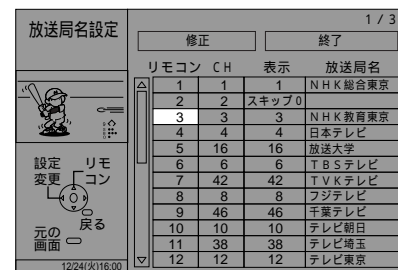 放送局名設定
1 / 3
修正 終了
リモコン CH 表示 放送局名
1 1 1 NHK総合東京
2 2 スキップ0
3 3 3 NHK教育東京
4 4 4 日本テレビ
5 16 16 放送大学
6 6 6 TBSテレビ
7 42 42 TVKテレビ
8 8 8 フジテレビ
9 46 46 千葉テレビ
10 10 10 テレビ朝日
11 38 38 テレビ埼玉
12 12 12 テレビ東京
設定 リモ
変更 コン
戻る
元の
画面
12/24(火)16:00